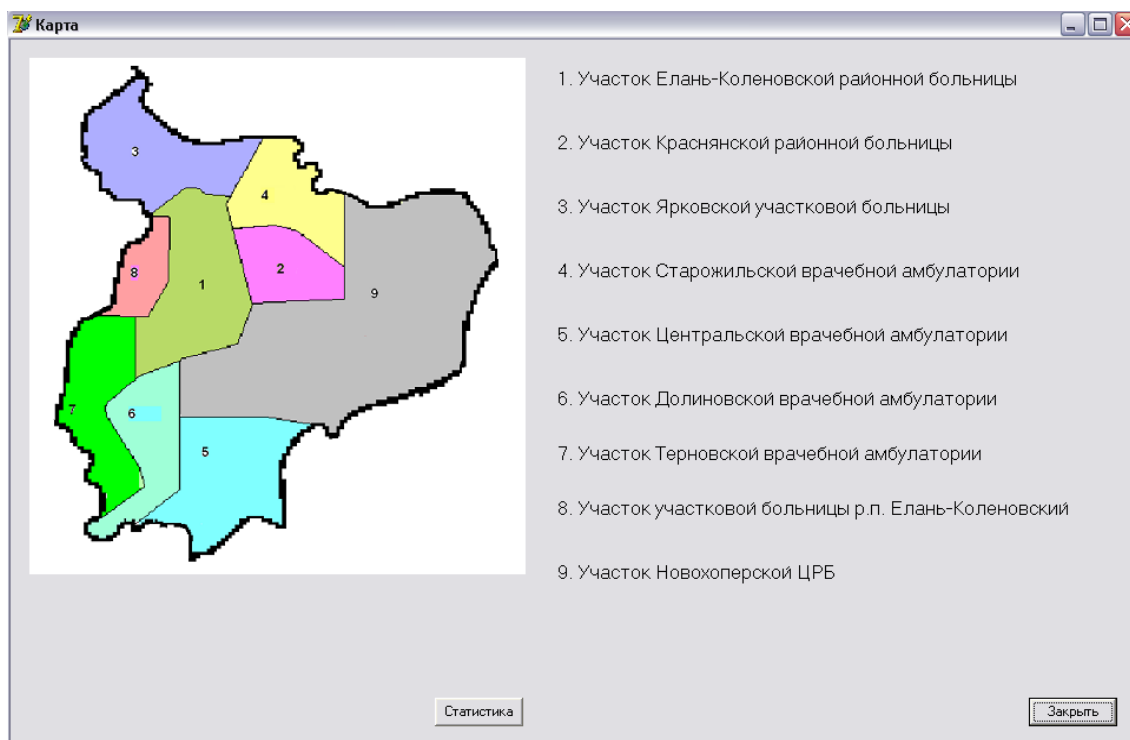 Карта
3
4
8
1
2
9
7
6
5
1. Участок Елань-Коленовской районной больницы
2. Участок Краснянской районной больницы
3. Участок Ярковской участковой больницы
4. Участок Старожильской врачебной амбулатории
5. Участок Центральской врачебной амбулатории
6. Участок Долиновской врачебной амбулатории
7. Участок Терновской врачебной амбулатории
8. Участок участковой больницы р.п. Елань-Коленовский
9. Участок Новохоперской ЦРБ
Статистика
Закрыть